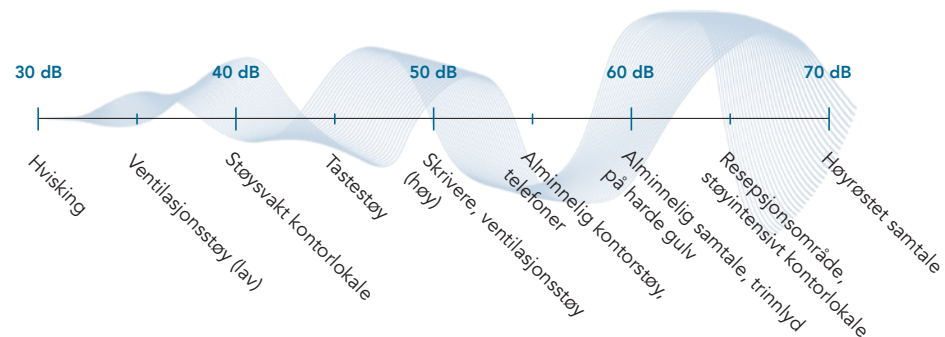 30 dB
40 dB
50 dB
60 dB
70 dB
Hvisking
Ventilasjonsstøy (lav)
Støysvakt kontorlokale
Tastestøy
Skrivere, ventilasjonsstøy
(høy)
Alminnelig kontorstøy,
telefoner
Alminnelig samtale, trinnlyd
på harde gulv
Resepsjonsområde,
støyintensivt kontorlokale
Høyrøstet samtale